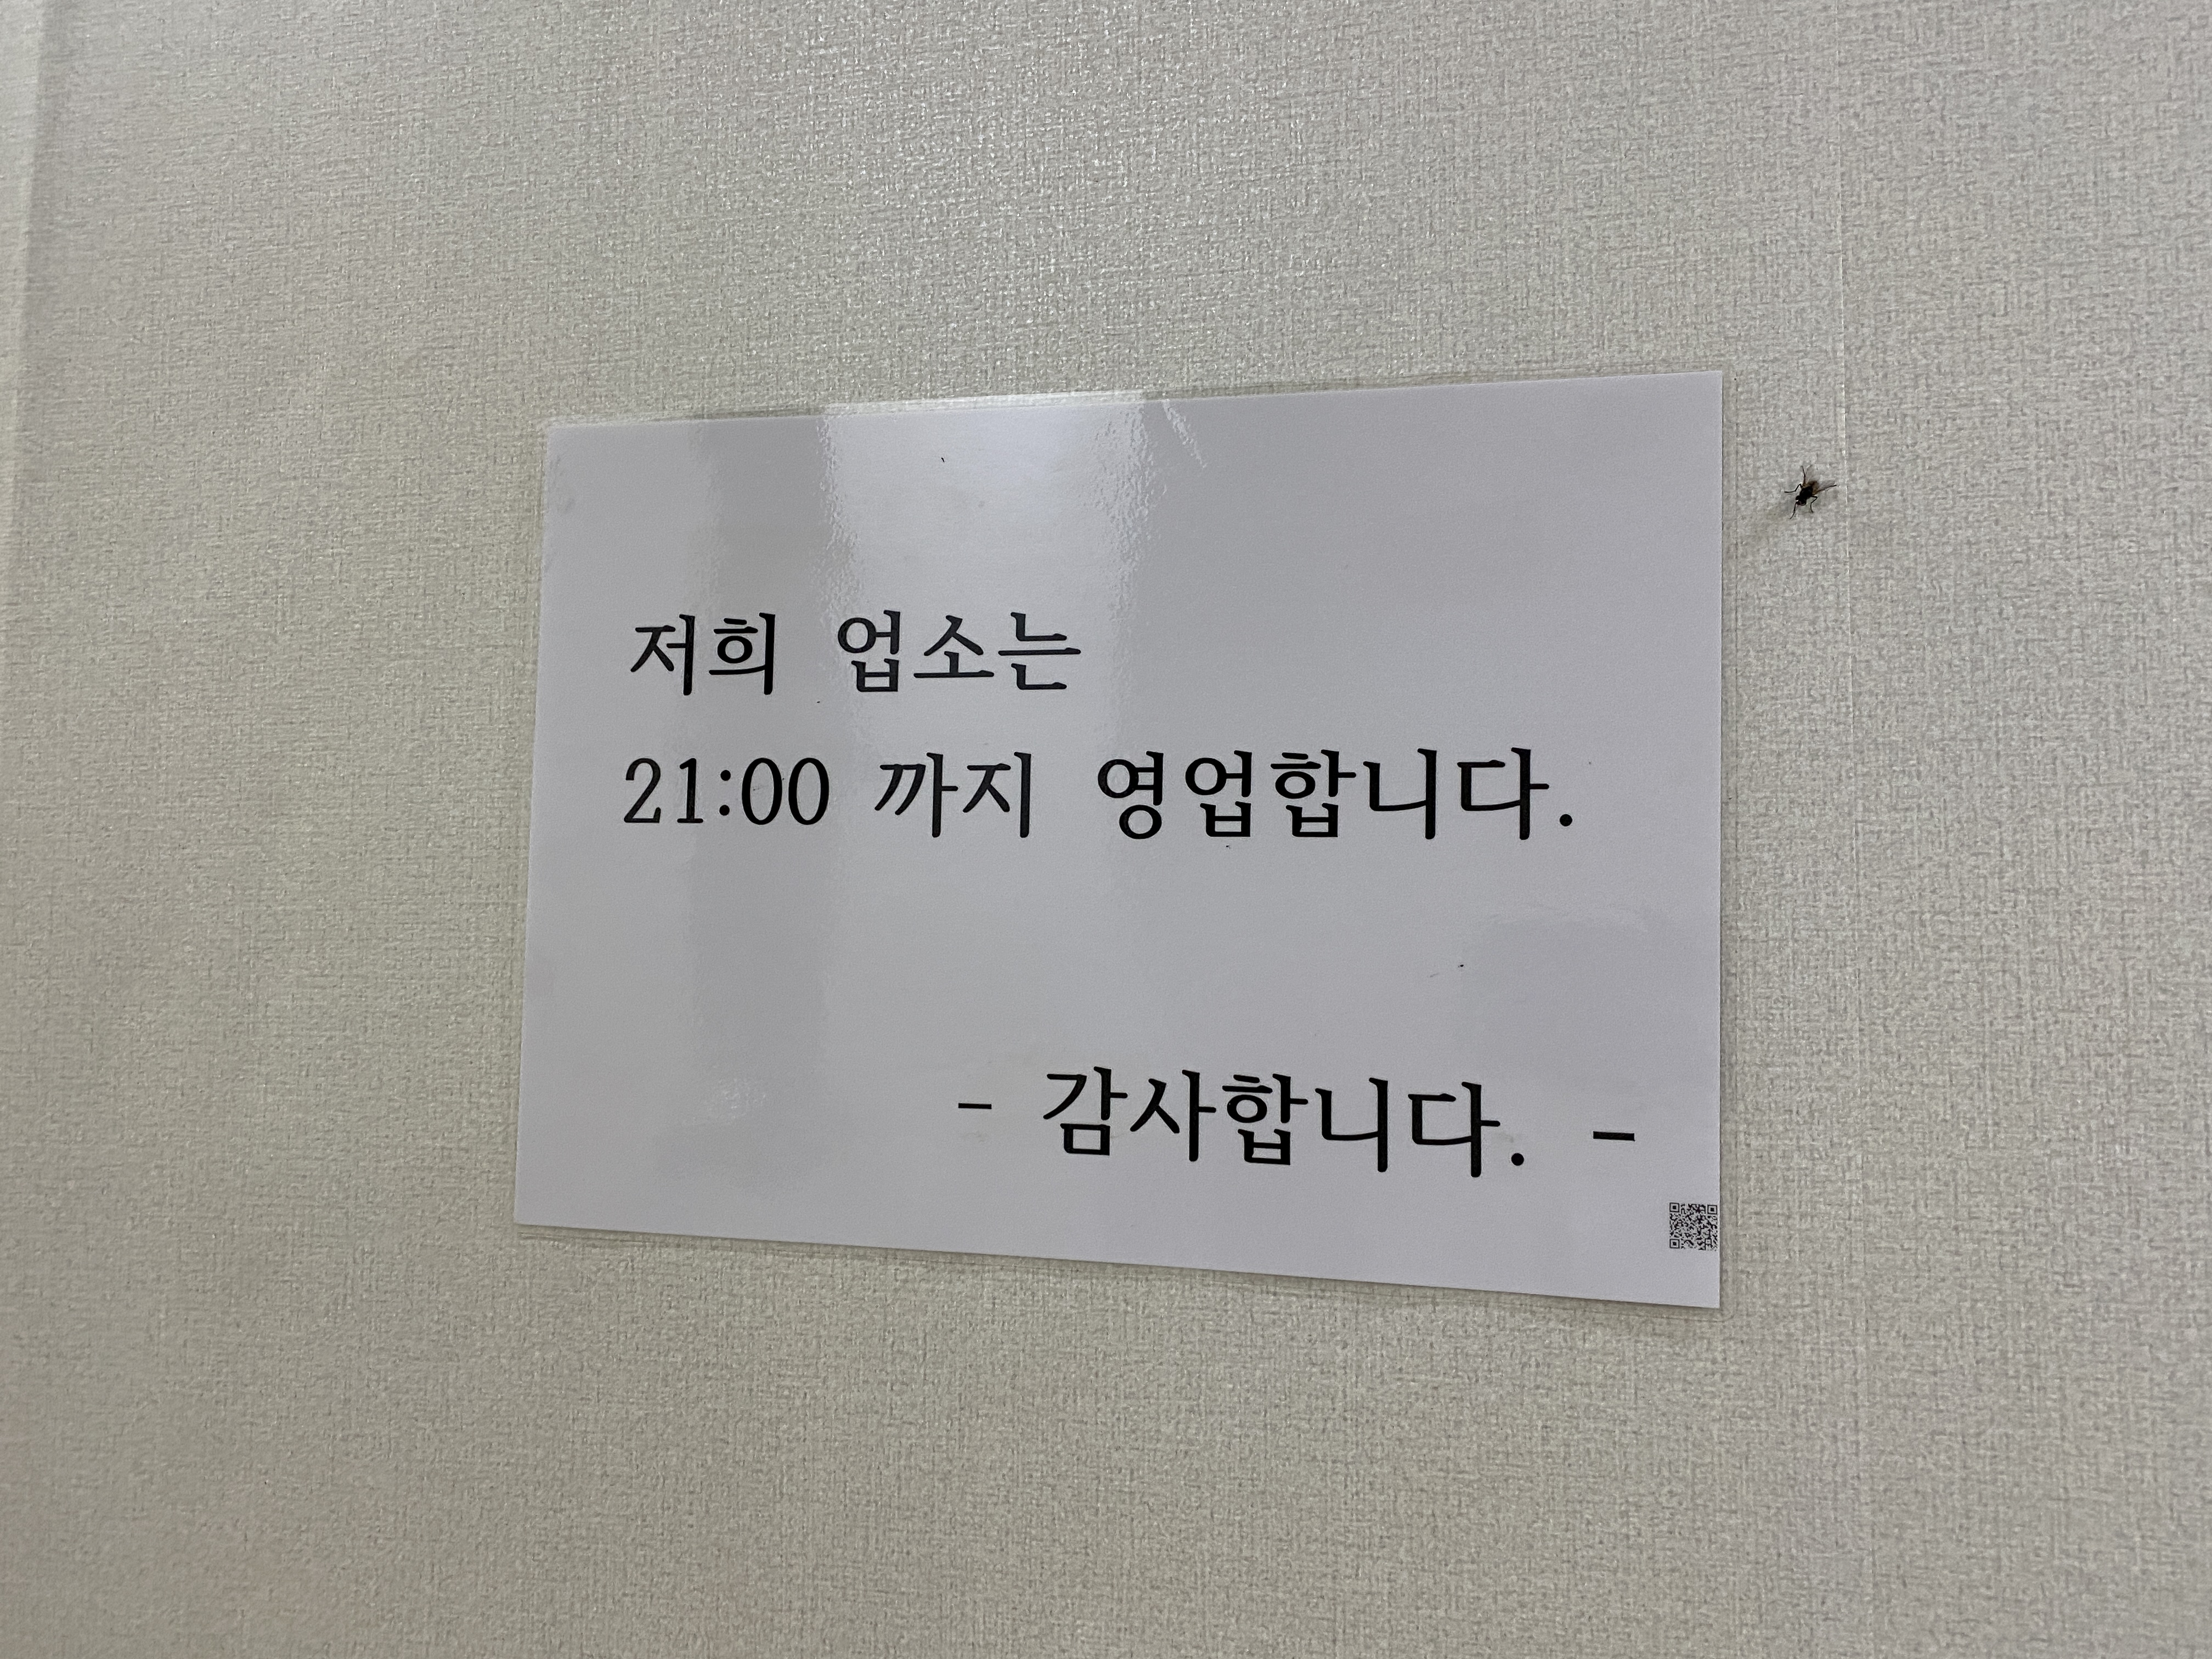 저희 업소는
21:00 까지 영업합니다.
- 감사합니다. -